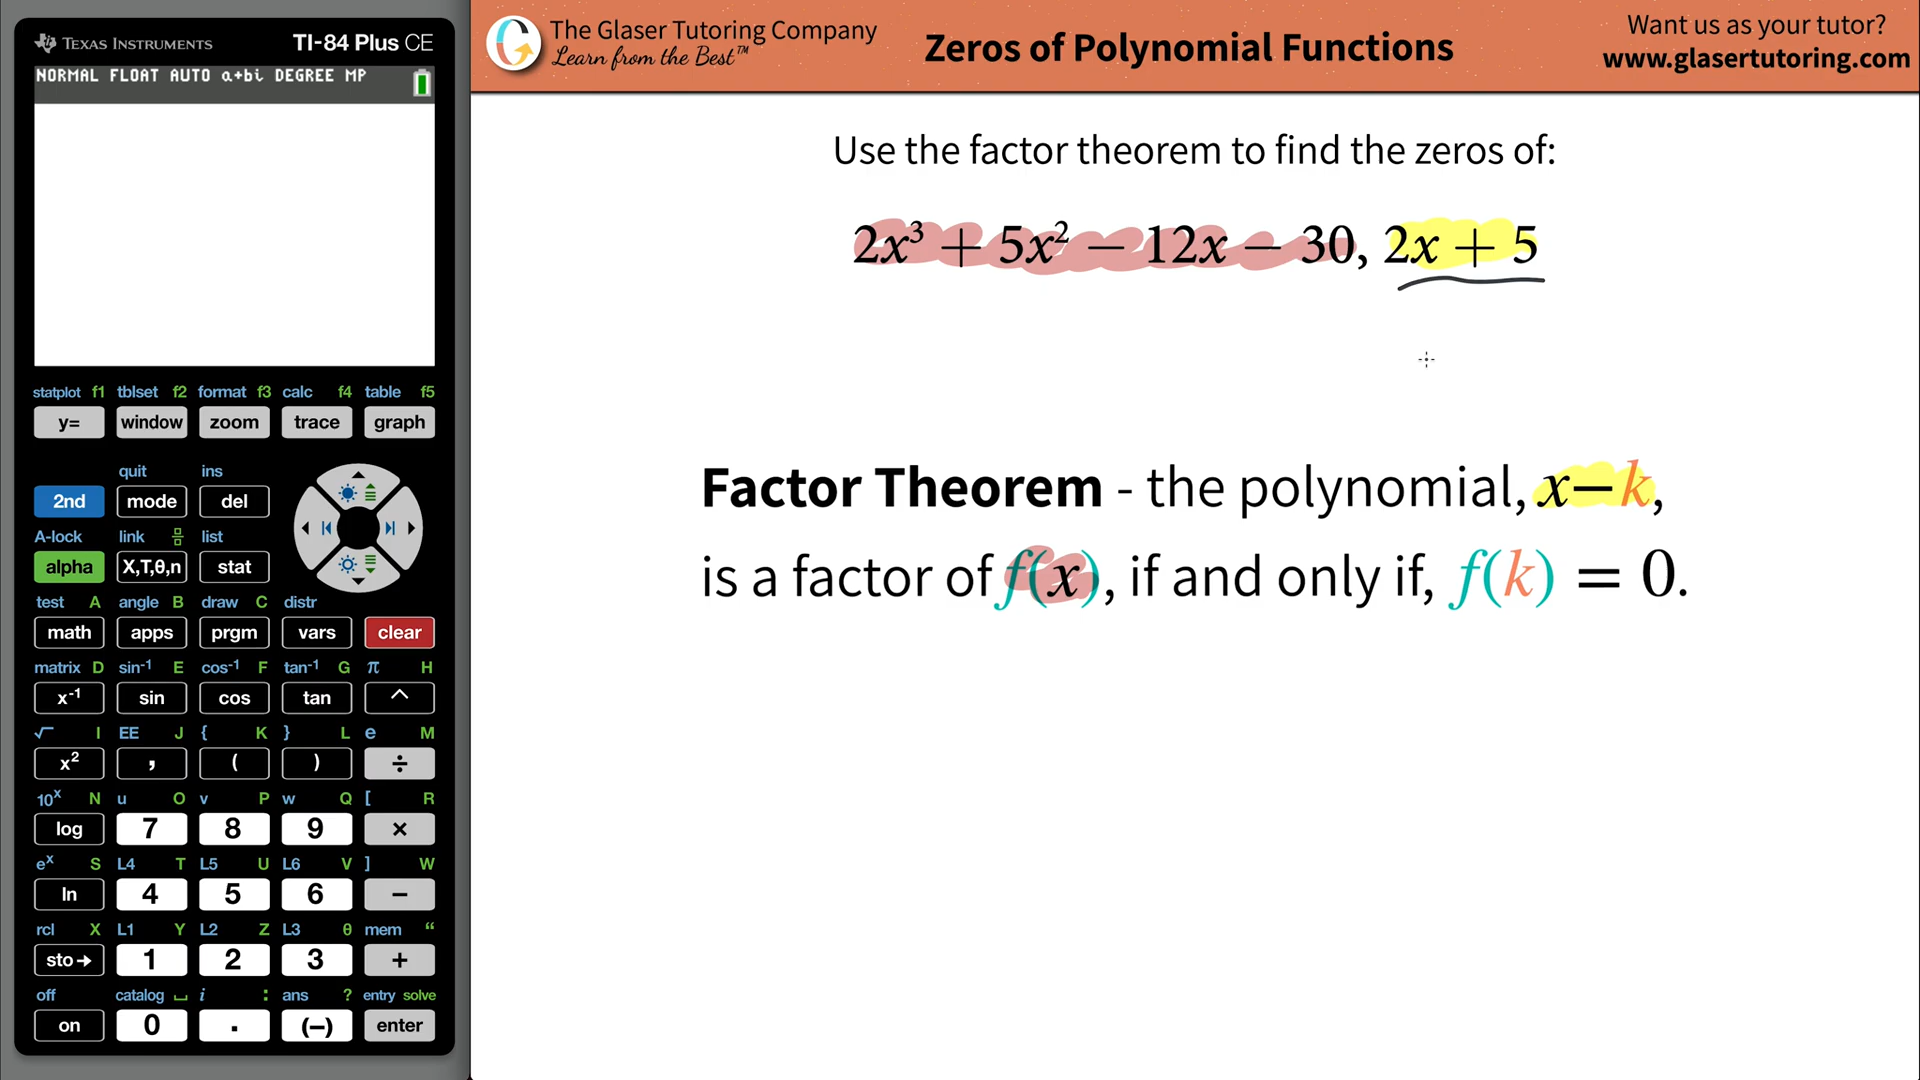 TEXAS INSTRUMENTS TI-84 Plus CE
NORMAL FLOAT AUTO a+bi DEGREE MP
statplot f1 tblset f2 format f3 calc f4 table f5
y= window zoom trace graph
quit ins
2nd mode del
A-lock link list
alpha X,T,θ,n stat
test A angle B draw C distr
math apps prgm vars clear
matrix D sin⁻¹ E cos⁻¹ F tan⁻¹ G π H
x⁻¹ sin cos tan ^
√ I EE J { K } L e M
x² , ( ) ÷
10ˣ N u O v P w Q [ R
log 7 8 9 ×
eˣ S L4 T L5 U L6 V ] W
ln 4 5 6 −
rcl X L1 Y L2 Z L3 θ mem “
sto→ 1 2 3 +
off catalog ⎵ i : ans ? entry solve
on 0 . (−) enter
The Glaser Tutoring Company
Learn from the Best™
Zeros of Polynomial Functions
Want us as your tutor?
www.glasertutoring.com
Use the factor theorem to find the zeros of:
2x³ + 5x² − 12x − 30, 2x + 5
Factor Theorem - the polynomial, x−k,
is a factor of f(x), if and only if, f(k) = 0.